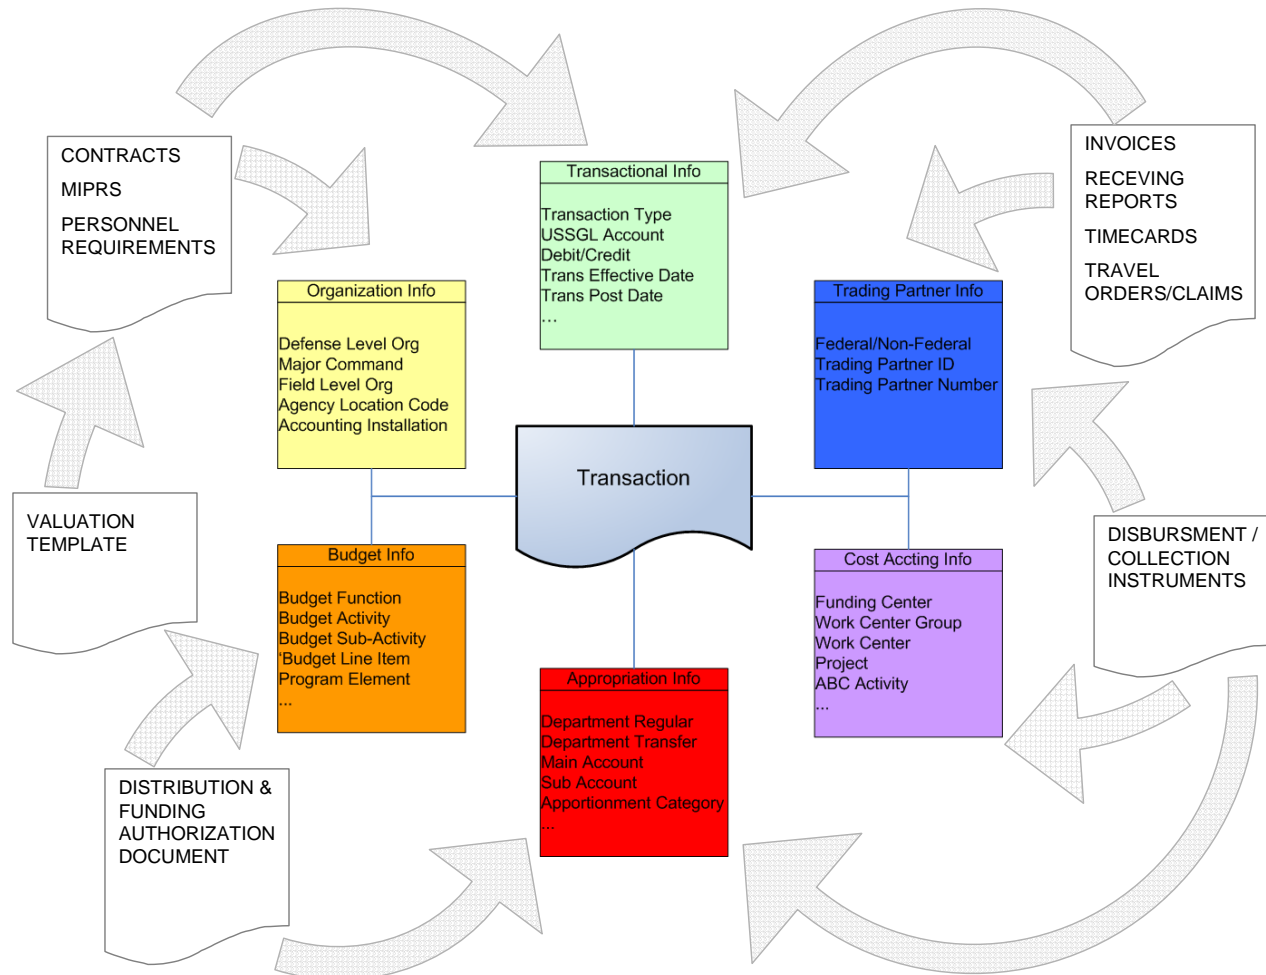 CONTRACTS
MIPRS
PERSONNEL
REQUIREMENTS
Transactional Info
Transaction Type
USSGL Account
Debit/Credit
Trans Effective Date
Trans Post Date
...
INVOICES
RECEVING
REPORTS
TIMECARDS
TRAVEL
ORDERS/CLAIMS
Organization Info
Defense Level Org
Major Command
Field Level Org
Agency Location Code
Accounting Installation
Trading Partner Info
Federal/Non-Federal
Trading Partner ID
Trading Partner Number
Transaction
VALUATION
TEMPLATE
DISBURSMENT /
COLLECTION
INSTRUMENTS
Budget Info
Budget Function
Budget Activity
Budget Sub-Activity
‘Budget Line Item
Program Element
...
Cost Accting Info
Funding Center
Work Center Group
Work Center
Project
ABC Activity
...
Appropriation Info
Department Regular
Department Transfer
Main Account
Sub Account
Apportionment Category
...
DISTRIBUTION &
FUNDING
AUTHORIZATION
DOCUMENT